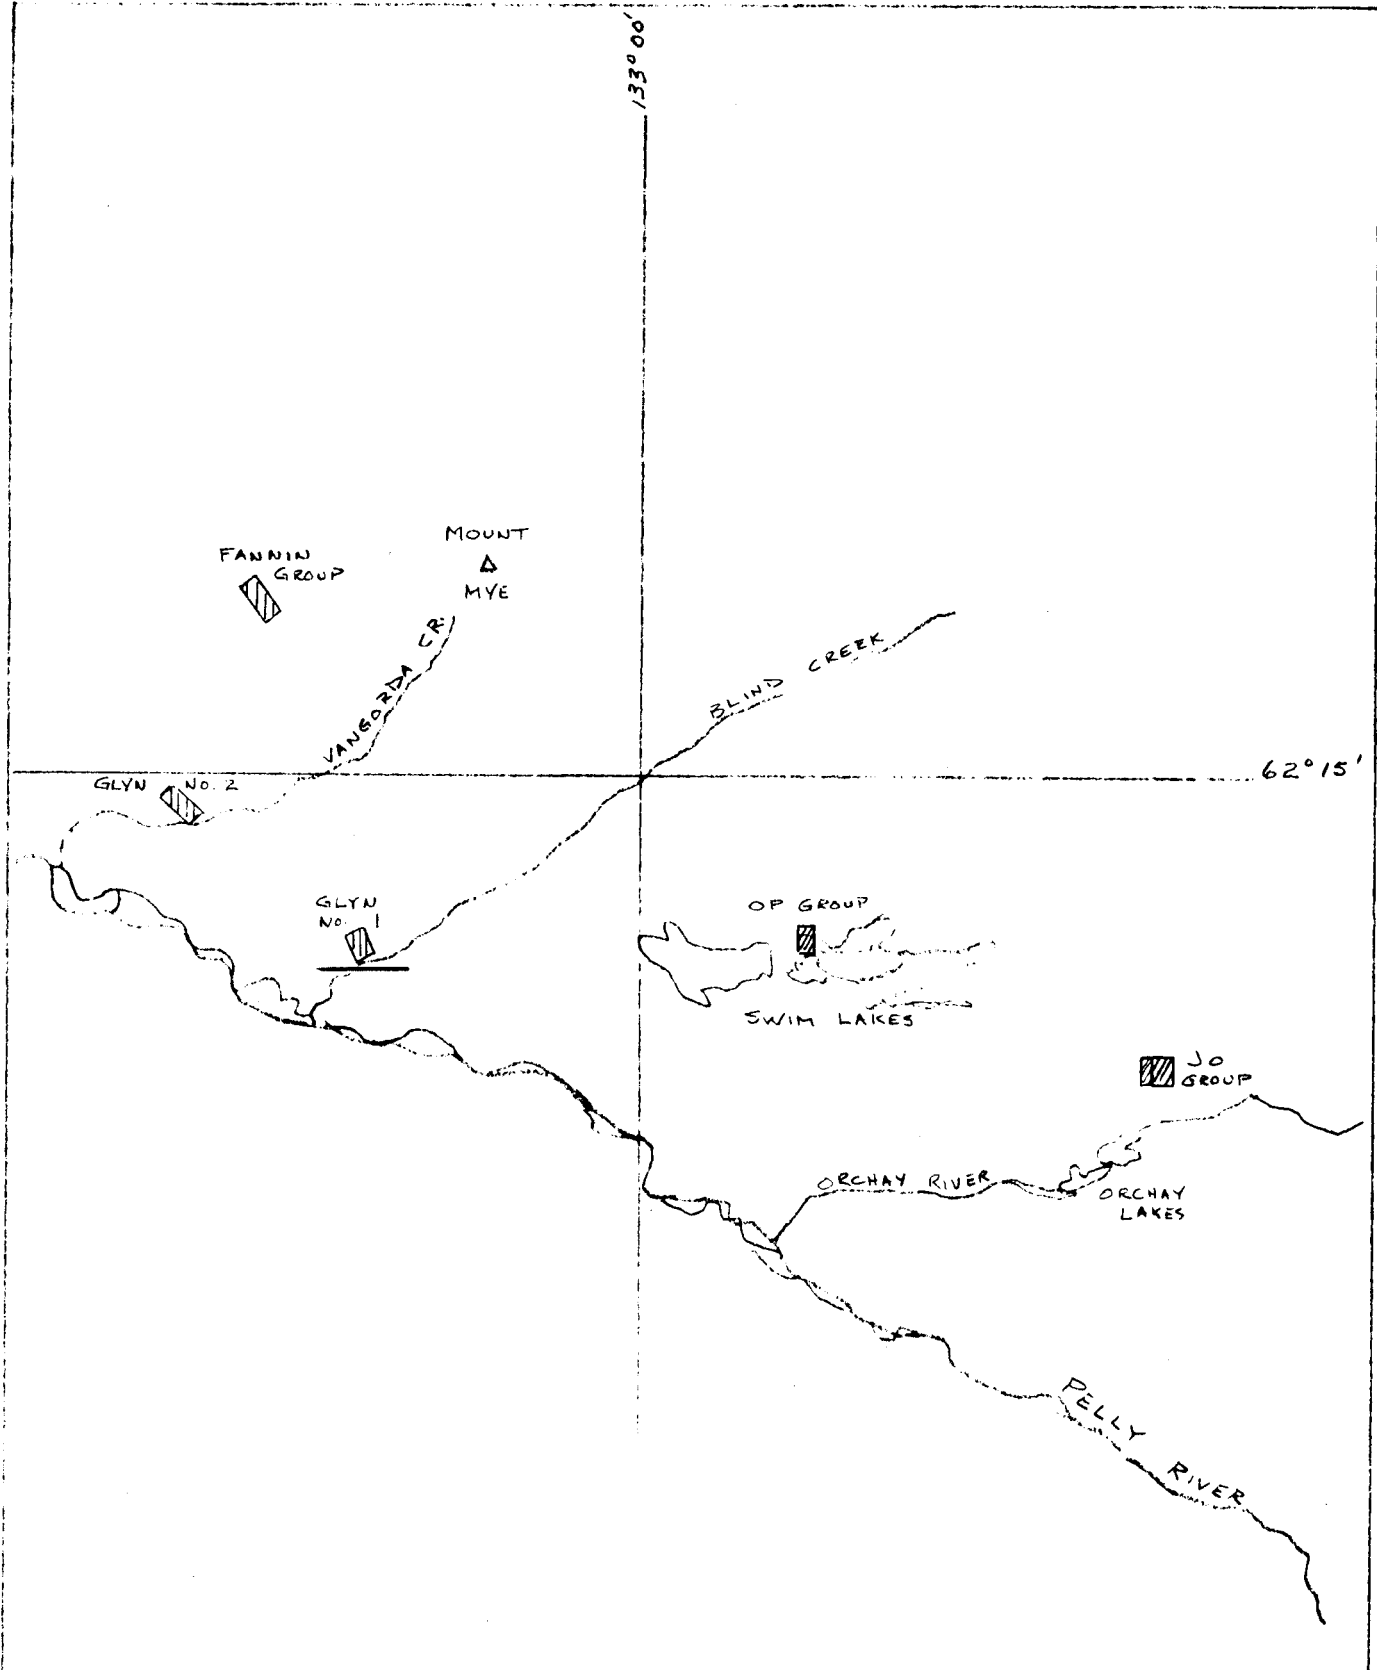 133° 00'
MOUNT
MYE
FANNIN
GROUP
VANGORDA CR.
BLIND CREEK
62° 15'
GLYN No. 2
GLYN
No. 1
OP GROUP
SWIM LAKES
JO
GROUP
ORCHAY RIVER
ORCHAY
LAKES
PELLY RIVER